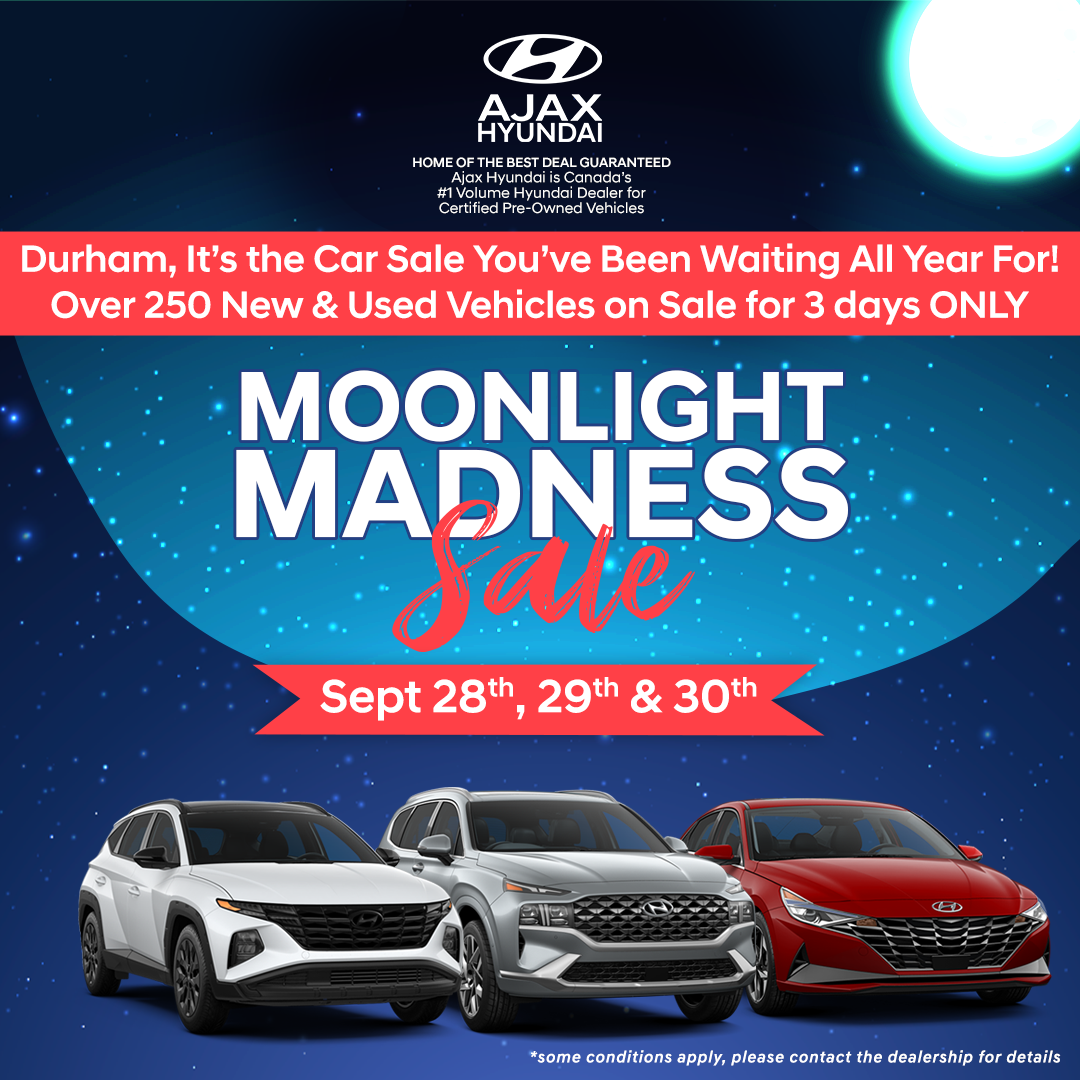 AJAX
HYUNDAI
HOME OF THE BEST DEAL GUARANTEED
Ajax Hyundai is Canada's
#1 Volume Hyundai Dealer for
Certified Pre-Owned Vehicles
Durham, It's the Car Sale You've Been Waiting All Year For!
Over 250 New & Used Vehicles on Sale for 3 days ONLY
MOONLIGHT
MADNESS
Sale
Sept 28th, 29th & 30th
*some conditions apply, please contact the dealership for details